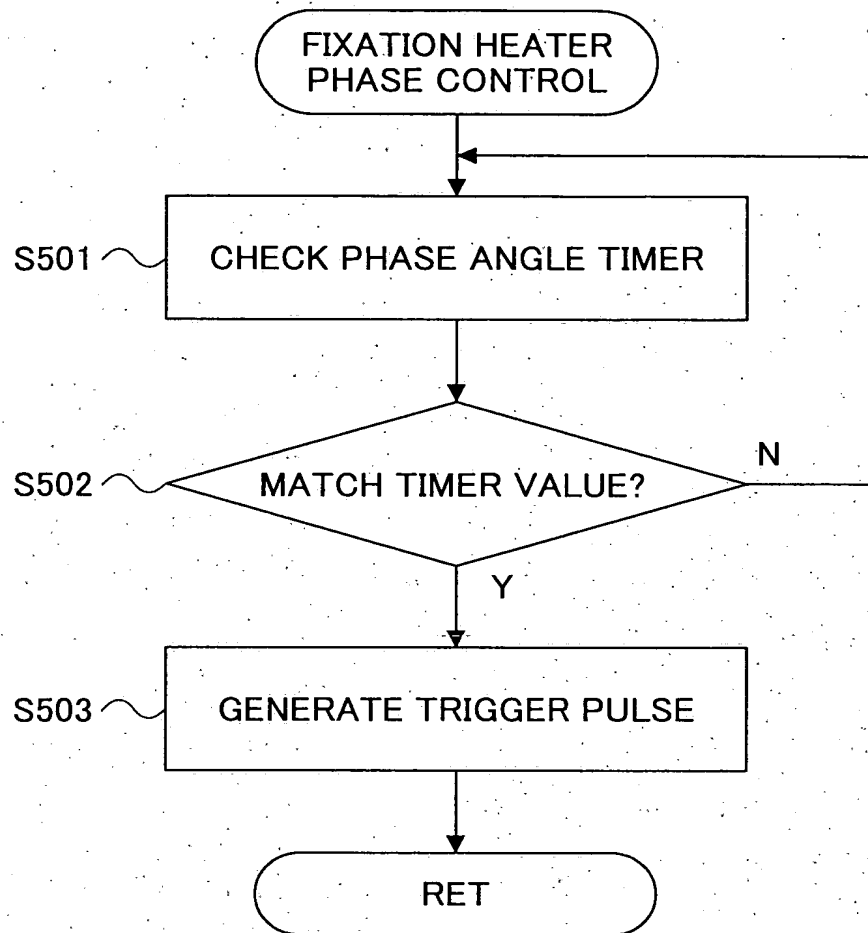 FIXATION HEATER
PHASE CONTROL
S501
CHECK PHASE ANGLE TIMER
S502
MATCH TIMER VALUE?
N
Y
S503
GENERATE TRIGGER PULSE
RET